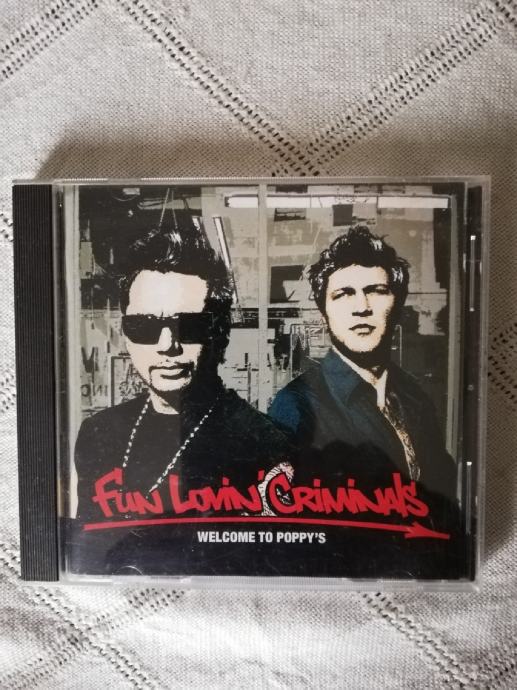 Fun Lovin' Criminals
WELCOME TO POPPY'S